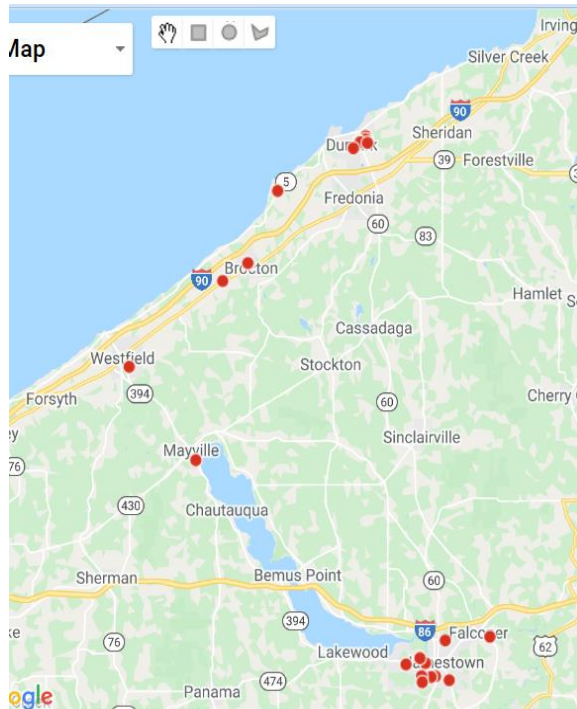 Map
Irving
Silver Creek
90
Sheridan
39
Forestville
5
Fredonia
60
83
Brocton
90
Hamlet
Cassadaga
Westfield
Stockton
394
60
Forsyth
Cherry
Sinclairville
Mayville
76
430
Chautauqua
Sherman
Bemus Point
60
394
86
76
Lakewood
62
Panama
474